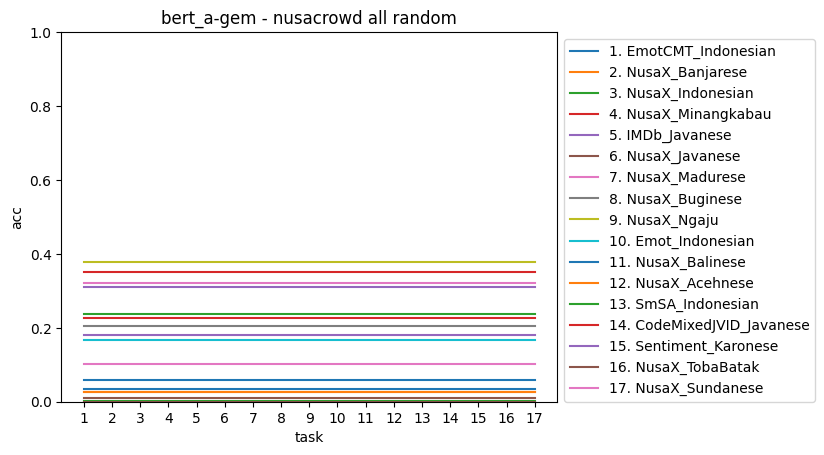 bert_a-gem - nusacrowd all random
1.0
0.8
0.6
0.4
0.2
0.0
acc
1 2 3 4 5 6 7 8 9 10 11 12 13 14 15 16 17
task
1. EmotCMT_Indonesian
2. NusaX_Banjarese
3. NusaX_Indonesian
4. NusaX_Minangkabau
5. IMDb_Javanese
6. NusaX_Javanese
7. NusaX_Madurese
8. NusaX_Buginese
9. NusaX_Ngaju
10. Emot_Indonesian
11. NusaX_Balinese
12. NusaX_Acehnese
13. SmSA_Indonesian
14. CodeMixedJVID_Javanese
15. Sentiment_Karonese
16. NusaX_TobaBatak
17. NusaX_Sundanese